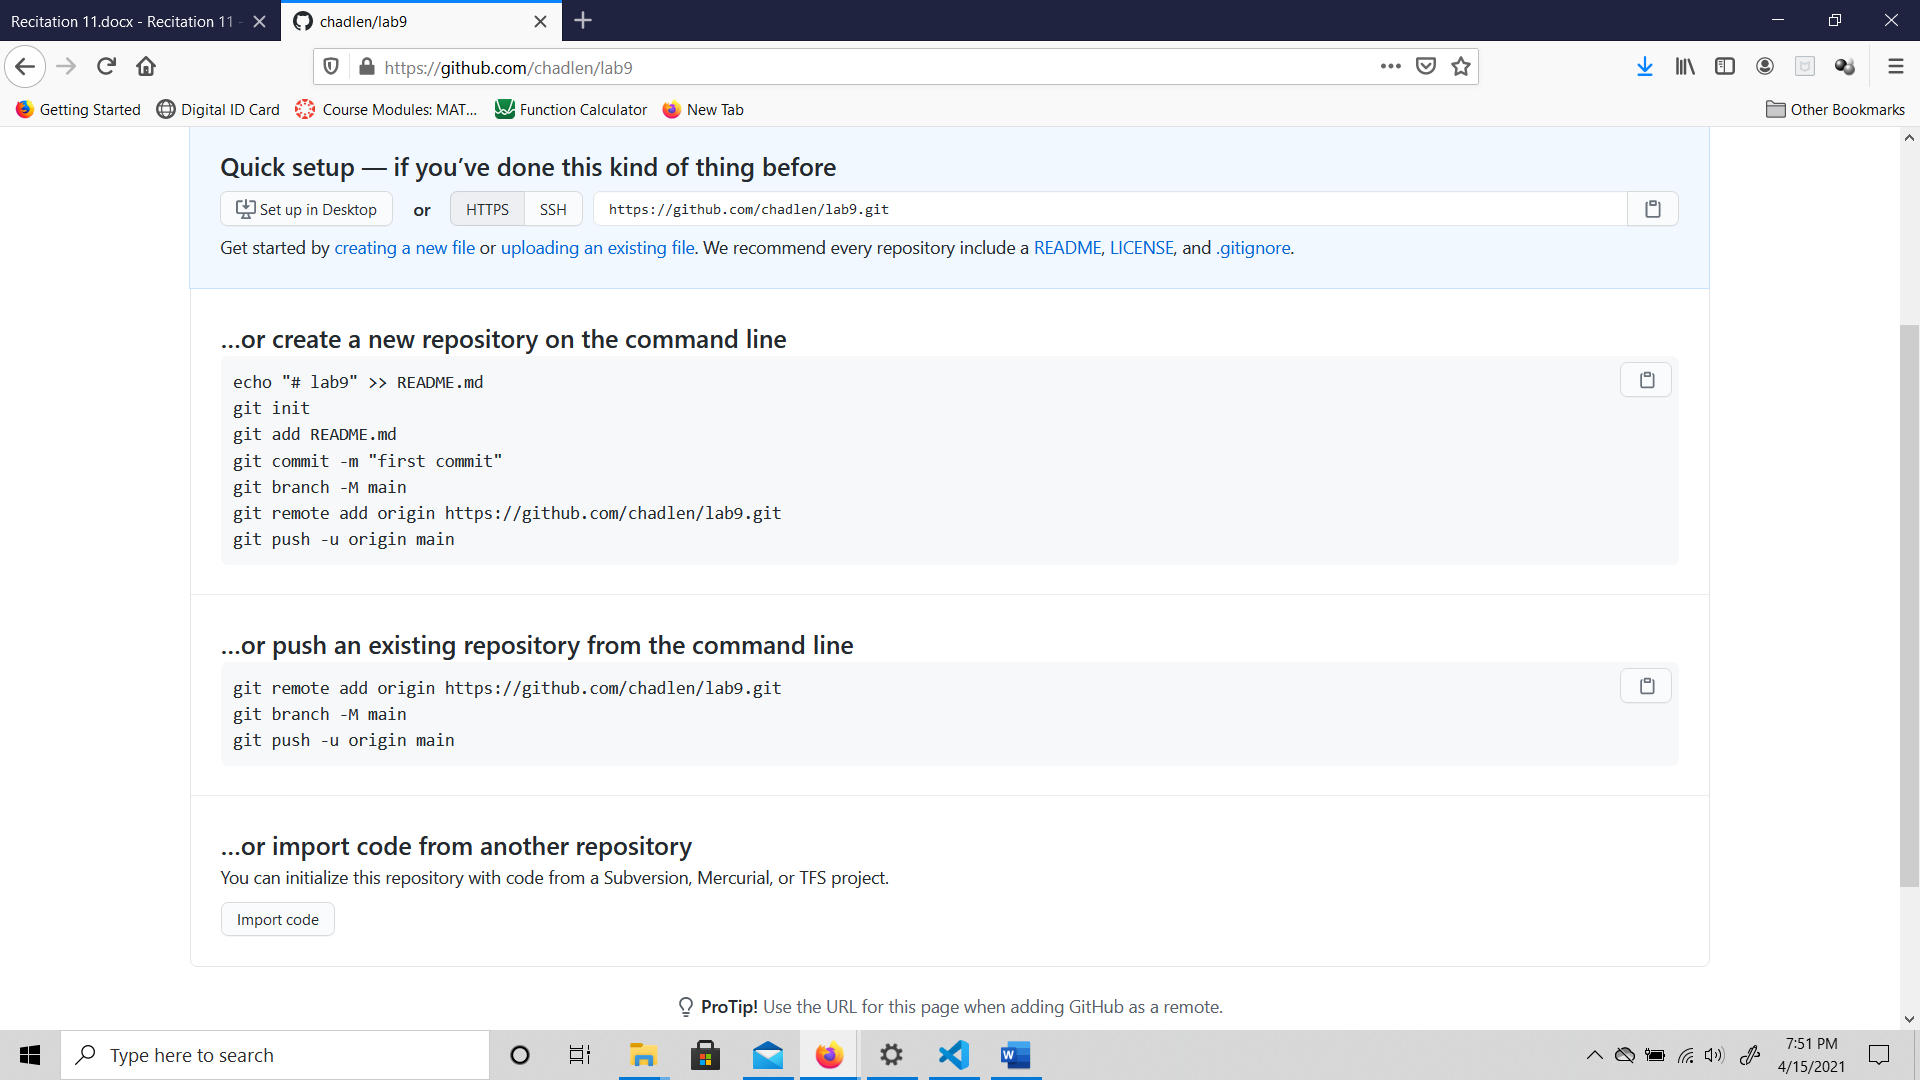 Recitation 11.docx - Recitation 11 -
chadlen/lab9
https://github.com/chadlen/lab9
Getting Started
Digital ID Card
Course Modules: MAT...
Function Calculator
New Tab
Other Bookmarks
Quick setup — if you’ve done this kind of thing before
Set up in Desktop
or
HTTPS
SSH
https://github.com/chadlen/lab9.git
Get started by creating a new file or uploading an existing file. We recommend every repository include a README, LICENSE, and .gitignore.
…or create a new repository on the command line
echo "# lab9" >> README.md
git init
git add README.md
git commit -m "first commit"
git branch -M main
git remote add origin https://github.com/chadlen/lab9.git
git push -u origin main
…or push an existing repository from the command line
git remote add origin https://github.com/chadlen/lab9.git
git branch -M main
git push -u origin main
…or import code from another repository
You can initialize this repository with code from a Subversion, Mercurial, or TFS project.
Import code
ProTip! Use the URL for this page when adding GitHub as a remote.
Type here to search
7:51 PM
4/15/2021